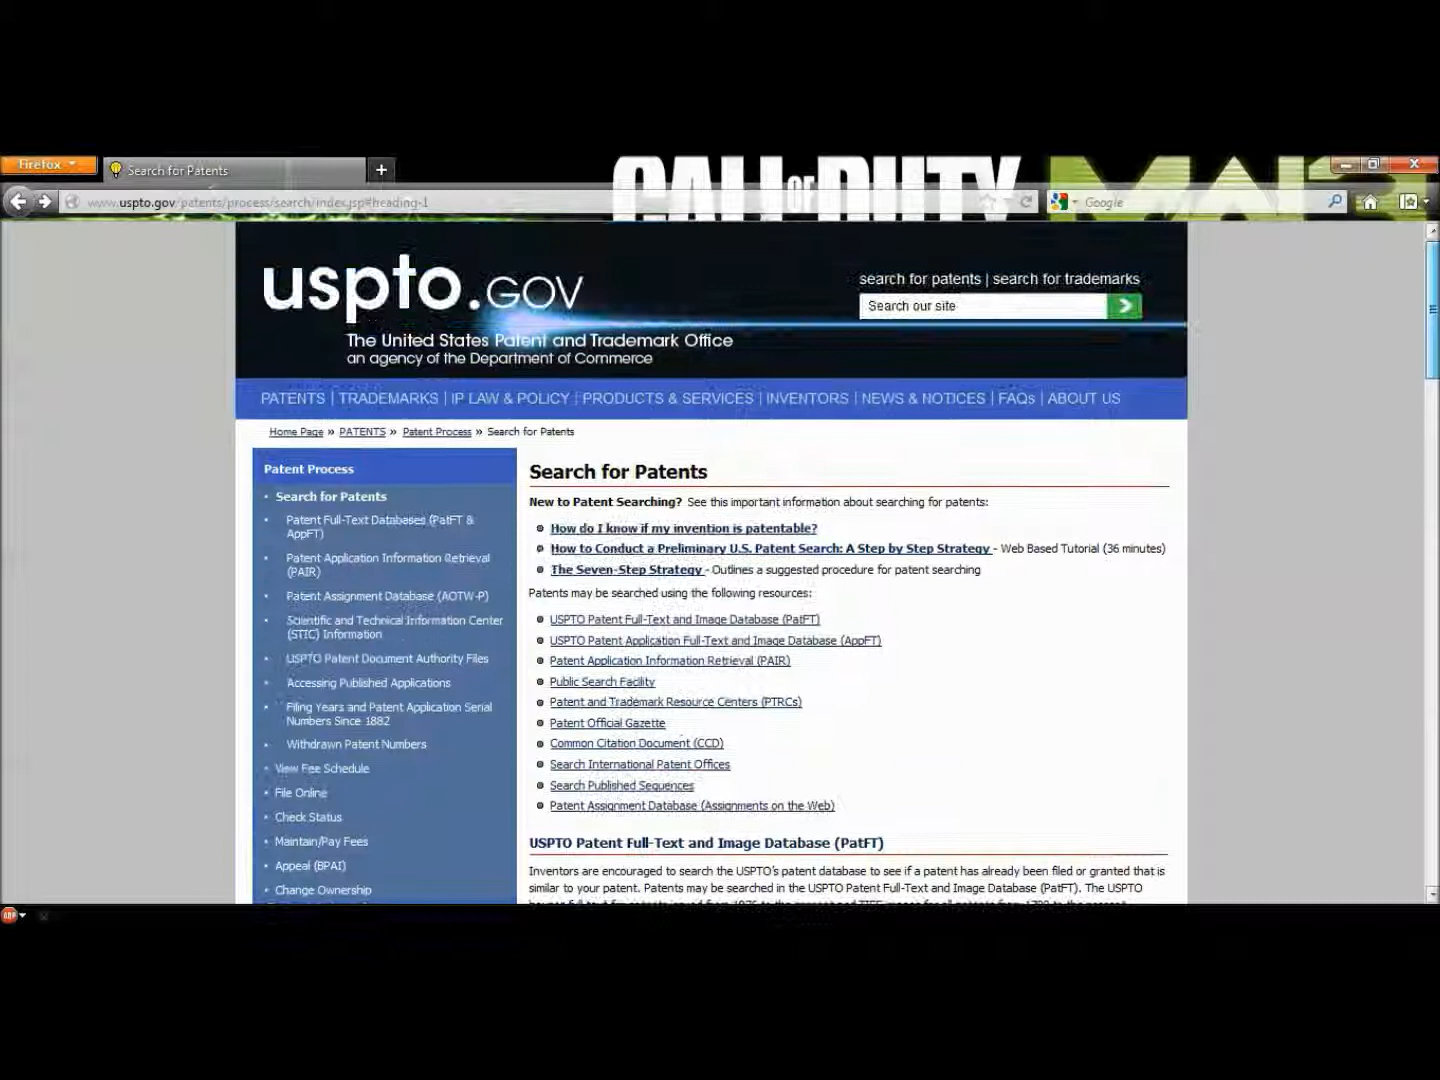 CALL OF DUTY MW3
Firefox
Search for Patents
www.uspto.gov/patents/process/search/index.jsp#heading-1
Google
uspto.GOV
search for patents | search for trademarks
Search our site
The United States Patent and Trademark Office
an agency of the Department of Commerce
PATENTS | TRADEMARKS | IP LAW & POLICY | PRODUCTS & SERVICES | INVENTORS | NEWS & NOTICES | FAQs | ABOUT US
Home Page » PATENTS » Patent Process » Search for Patents
Patent Process
Search for Patents
Patent Full-Text Databases (PatFT &
AppFT)
Patent Application Information Retrieval
(PAIR)
Patent Assignment Database (AOTW-P)
Scientific and Technical Information Center
(STIC) Information
USPTO Patent Document Authority Files
Accessing Published Applications
Filing Years and Patent Application Serial
Numbers Since 1882
Withdrawn Patent Numbers
View Fee Schedule
File Online
Check Status
Maintain/Pay Fees
Appeal (BPAI)
Change Ownership
Search for Patents
New to Patent Searching? See this important information about searching for patents:
How do I know if my invention is patentable?
How to Conduct a Preliminary U.S. Patent Search: A Step by Step Strategy - Web Based Tutorial (36 minutes)
The Seven-Step Strategy - Outlines a suggested procedure for patent searching
Patents may be searched using the following resources:
USPTO Patent Full-Text and Image Database (PatFT)
USPTO Patent Application Full-Text and Image Database (AppFT)
Patent Application Information Retrieval (PAIR)
Public Search Facility
Patent and Trademark Resource Centers (PTRCs)
Patent Official Gazette
Common Citation Document (CCD)
Search International Patent Offices
Search Published Sequences
Patent Assignment Database (Assignments on the Web)
USPTO Patent Full-Text and Image Database (PatFT)
Inventors are encouraged to search the USPTO's patent database to see if a patent has already been filed or granted that is
similar to your patent. Patents may be searched in the USPTO Patent Full-Text and Image Database (PatFT). The USPTO
ABP